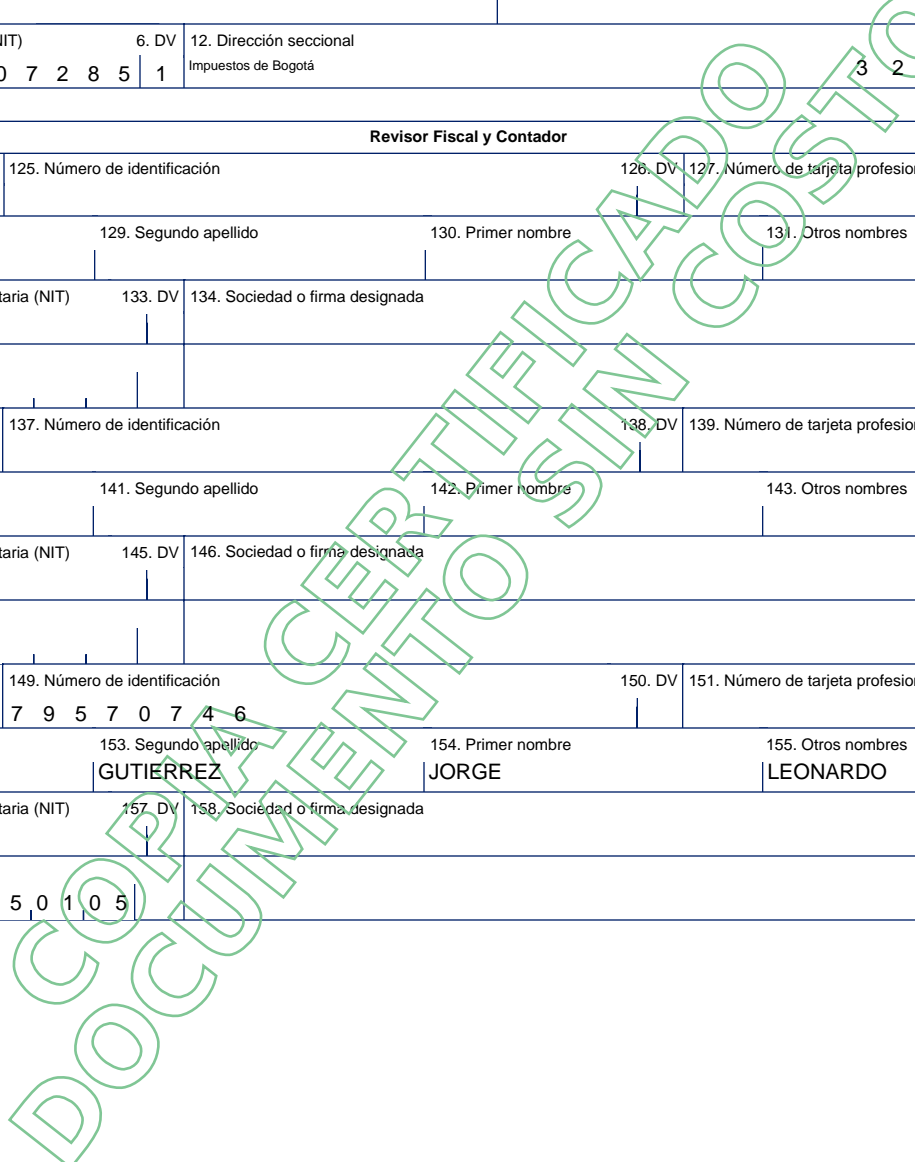 NIT) 6. DV 12. Dirección seccional
0 7 2 8 5 1 Impuestos de Bogotá 3 2
Revisor Fiscal y Contador
125. Número de identificación 126. DV 127. Número de tarjeta profesion
129. Segundo apellido 130. Primer nombre 131. Otros nombres
taria (NIT) 133. DV 134. Sociedad o firma designada
137. Número de identificación 138. DV 139. Número de tarjeta profesion
141. Segundo apellido 142. Primer nombre 143. Otros nombres
taria (NIT) 145. DV 146. Sociedad o firma designada
149. Número de identificación 150. DV 151. Número de tarjeta profesion
7 9 5 7 0 7 4 6
153. Segundo apellido 154. Primer nombre 155. Otros nombres
GUTIERREZ JORGE LEONARDO
taria (NIT) 157. DV 158. Sociedad o firma designada
5 0 1 0 5
COPIA CERTIFICADO
DOCUMENTO SIN COSTO